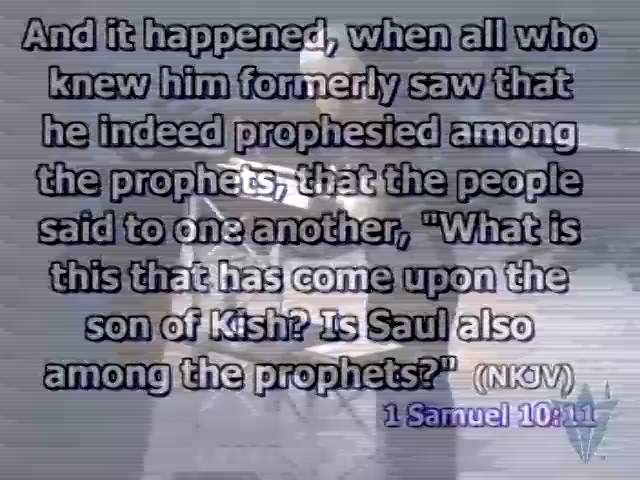 And it happened, when all who
knew him formerly saw that
he indeed prophesied among
the prophets, that the people
said to one another, "What is
this that has come upon the
son of Kish? Is Saul also
among the prophets?" (NKJV)
1 Samuel 10:11